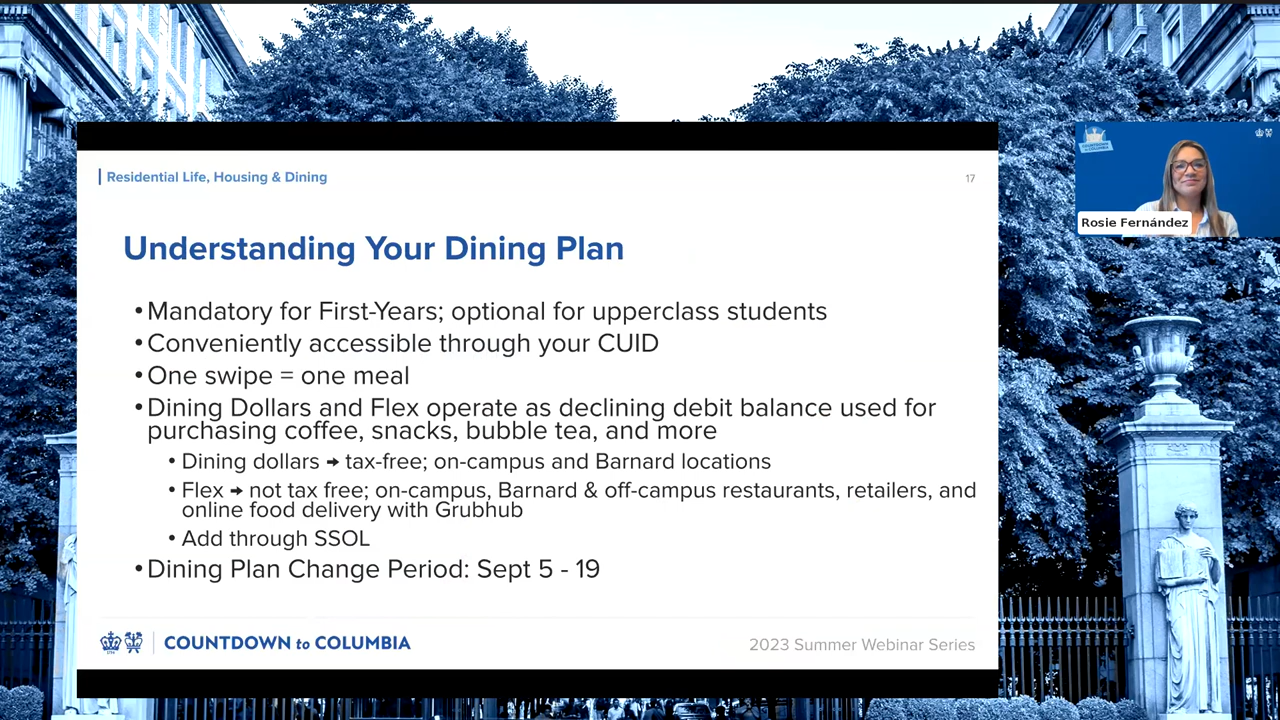 Residential Life, Housing & Dining
17
Understanding Your Dining Plan
•Mandatory for First-Years; optional for upperclass students
•Conveniently accessible through your CUID
•One swipe = one meal
•Dining Dollars and Flex operate as declining debit balance used for
purchasing coffee, snacks, bubble tea, and more
•Dining dollars → tax-free; on-campus and Barnard locations
•Flex → not tax free; on-campus, Barnard & off-campus restaurants, retailers, and
online food delivery with Grubhub
•Add through SSOL
•Dining Plan Change Period: Sept 5 - 19
COUNTDOWN to COLUMBIA
2023 Summer Webinar Series
Rosie Fernández